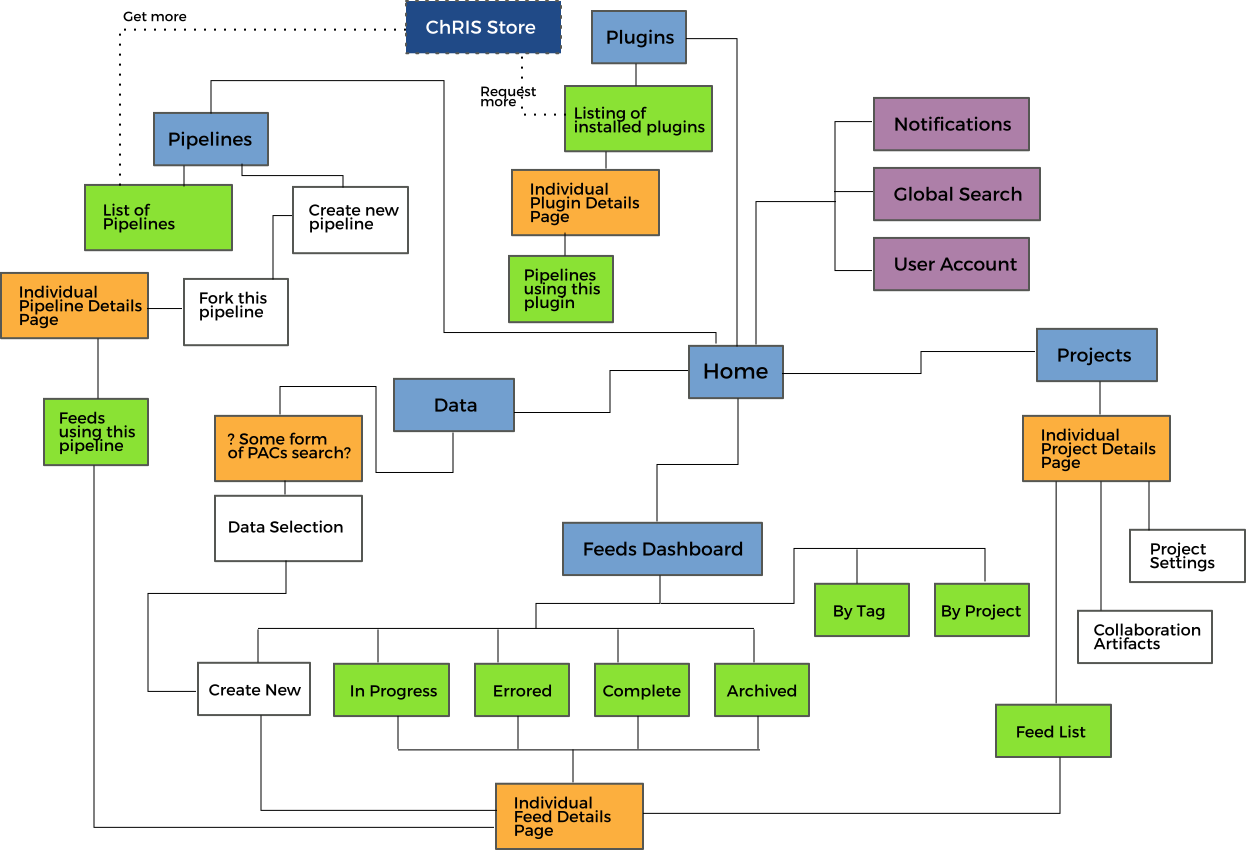 Get more
ChRIS Store
Plugins
Request
more
Listing of
installed plugins
Notifications
Pipelines
Individual
Plugin Details
Page
Global Search
List of
Pipelines
Create new
pipeline
User Account
Pipelines
using this
plugin
Individual
Pipeline Details
Page
Fork this
pipeline
Home
Projects
Data
Feeds
using this
pipeline
? Some form
of PACs search?
Individual
Project Details
Page
Data Selection
Feeds Dashboard
Project
Settings
By Tag
By Project
Collaboration
Artifacts
Create New
In Progress
Errored
Complete
Archived
Feed List
Individual
Feed Details
Page